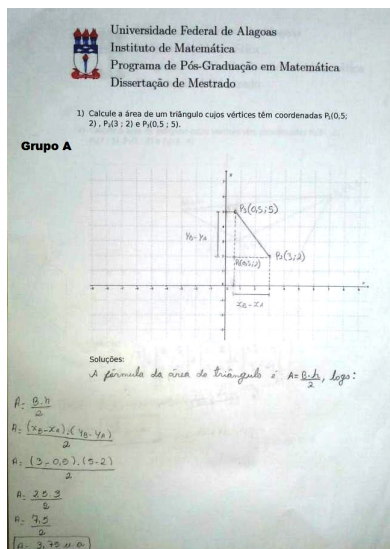 Universidade Federal de Alagoas
Instituto de Matemática
Programa de Pós-Graduação em Matemática
Dissertação de Mestrado
1) Calcule a área de um triângulo cujos vértices têm coordenadas P₁(0,5;
2) , P₂(3 ; 2) e P₃(0,5 ; 5).
Grupo A
P₃(0,5;5)
yB-yA
P₁(0,5;2)
P₂(3;2)
xB-xA
Soluções:
A fórmula da área do triângulo é A=B.h/2, logo:
A= B.h/2
A= (xB-xA).(yB-yA)/2
A= (3-0,5).(5-2)/2
A= 2,5.3/2
A= 7,5/2
A= 3,75 u.a